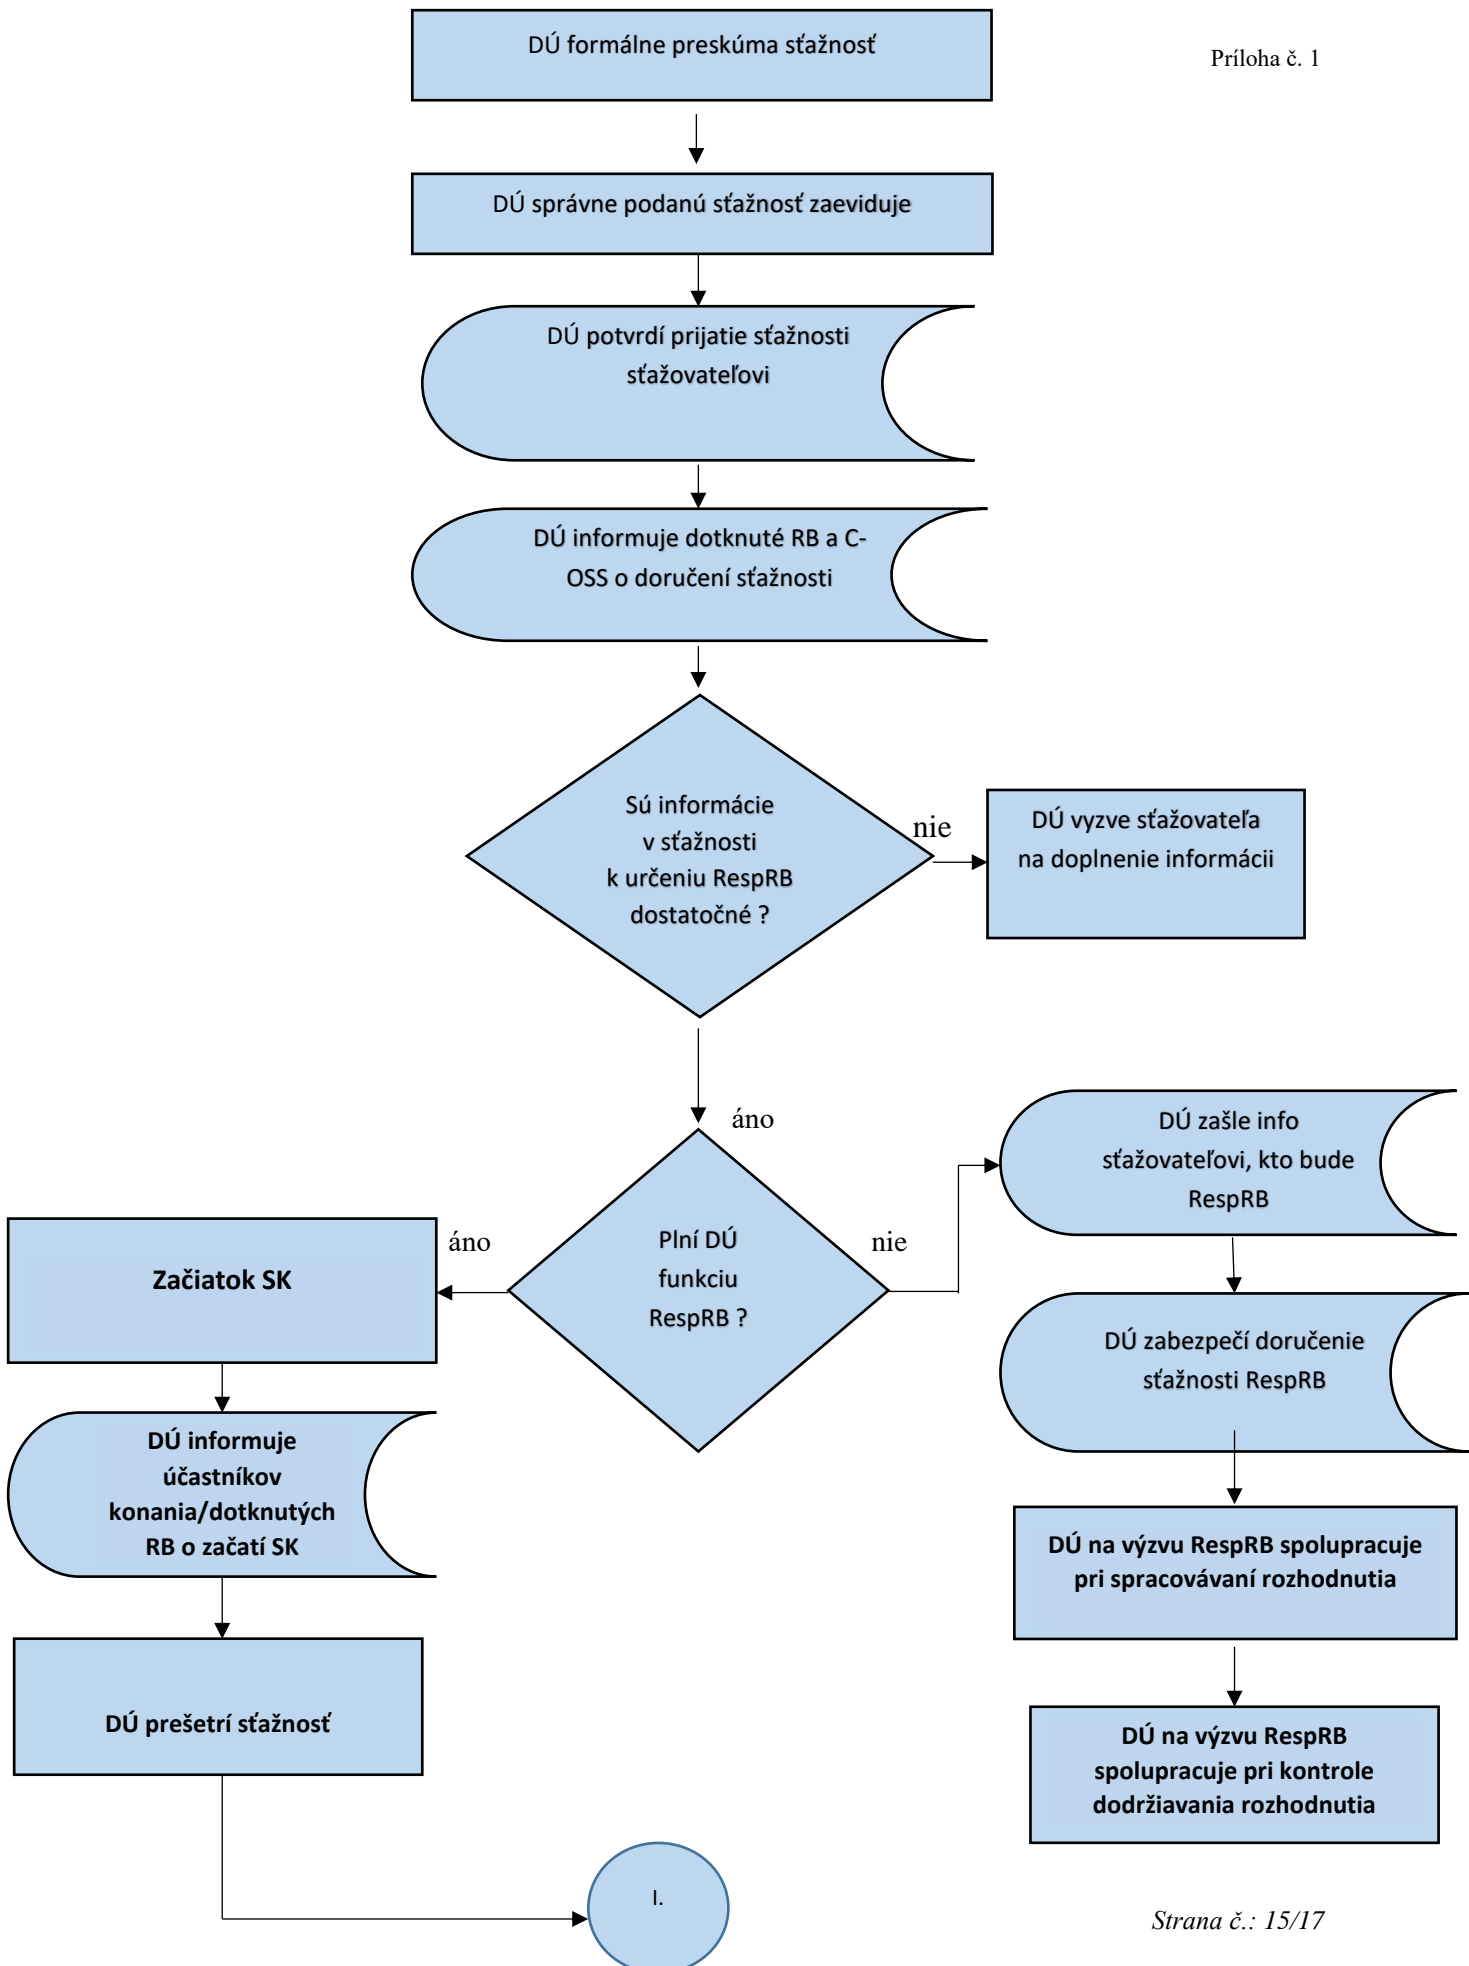 DÚ formálne preskúma sťažnosť
Príloha č. 1
DÚ správne podanú sťažnosť zaeviduje
DÚ potvrdí prijatie sťažnosti
sťažovateľovi
DÚ informuje dotknuté RB a C-
OSS o doručení sťažnosti
Sú informácie
v sťažnosti
k určeniu RespRB
dostatočné ?
nie
DÚ vyzve sťažovateľa
na doplnenie informácii
áno
DÚ zašle info
sťažovateľovi, kto bude
RespRB
Plní DÚ
funkciu
RespRB ?
áno
nie
Začiatok SK
DÚ zabezpečí doručenie
sťažnosti RespRB
DÚ informuje
účastníkov
konania/dotknutých
RB o začatí SK
DÚ na výzvu RespRB spolupracuje
pri spracovávaní rozhodnutia
DÚ prešetrí sťažnosť
DÚ na výzvu RespRB
spolupracuje pri kontrole
dodržiavania rozhodnutia
I.
Strana č.: 15/17